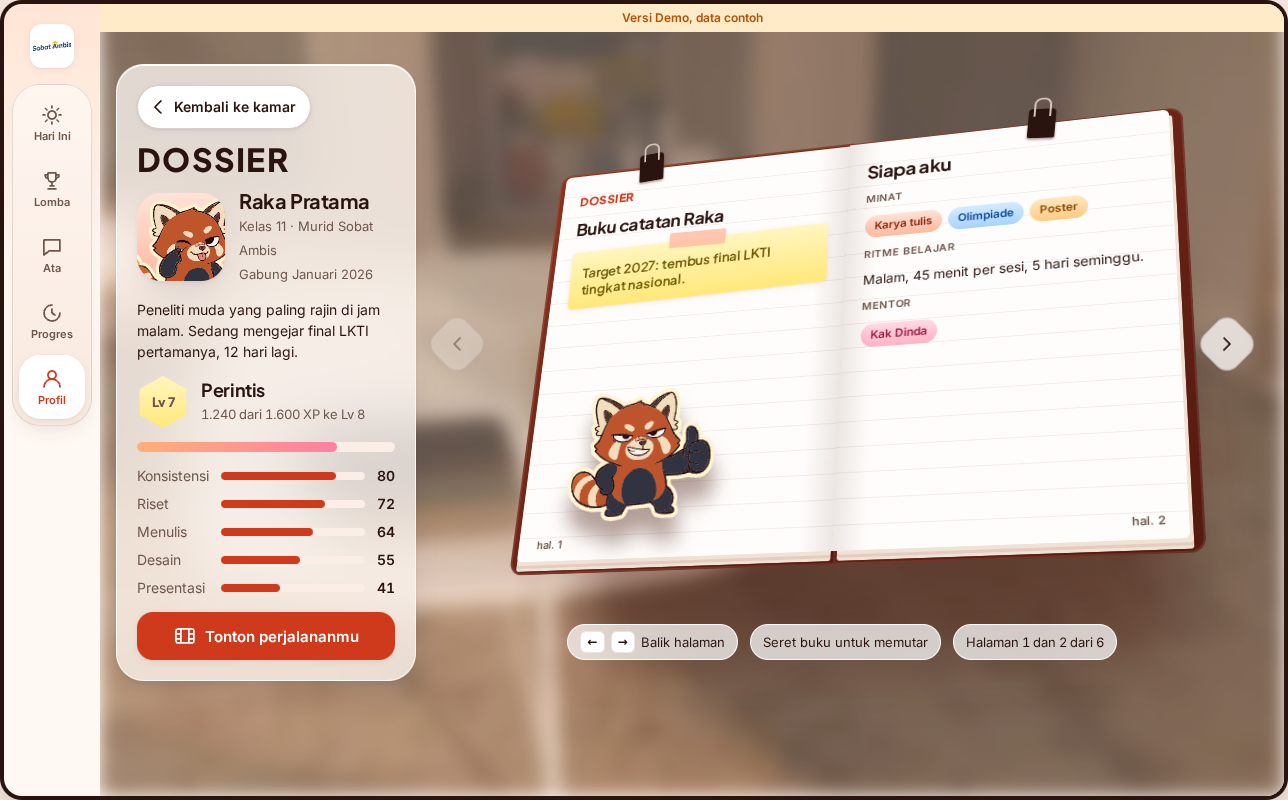 Versi Demo, data contoh
Sobat Ambis
Hari Ini
Lomba
Ata
Progres
Profil
Kembali ke kamar
DOSSIER
Raka Pratama
Kelas 11 · Murid Sobat
Ambis
Gabung Januari 2026
Peneliti muda yang paling rajin di jam
malam. Sedang mengejar final LKTI
pertamanya, 12 hari lagi.
Lv 7
Perintis
1.240 dari 1.600 XP ke Lv 8
Konsistensi 80
Riset 72
Menulis 64
Desain 55
Presentasi 41
Tonton perjalananmu
DOSSIER
Buku catatan Raka
Target 2027: tembus final LKTI
tingkat nasional.
hal. 1
Siapa aku
MINAT
Karya tulis Olimpiade Poster
RITME BELAJAR
Malam, 45 menit per sesi, 5 hari seminggu.
MENTOR
Kak Dinda
hal. 2
← → Balik halaman
Seret buku untuk memutar
Halaman 1 dan 2 dari 6